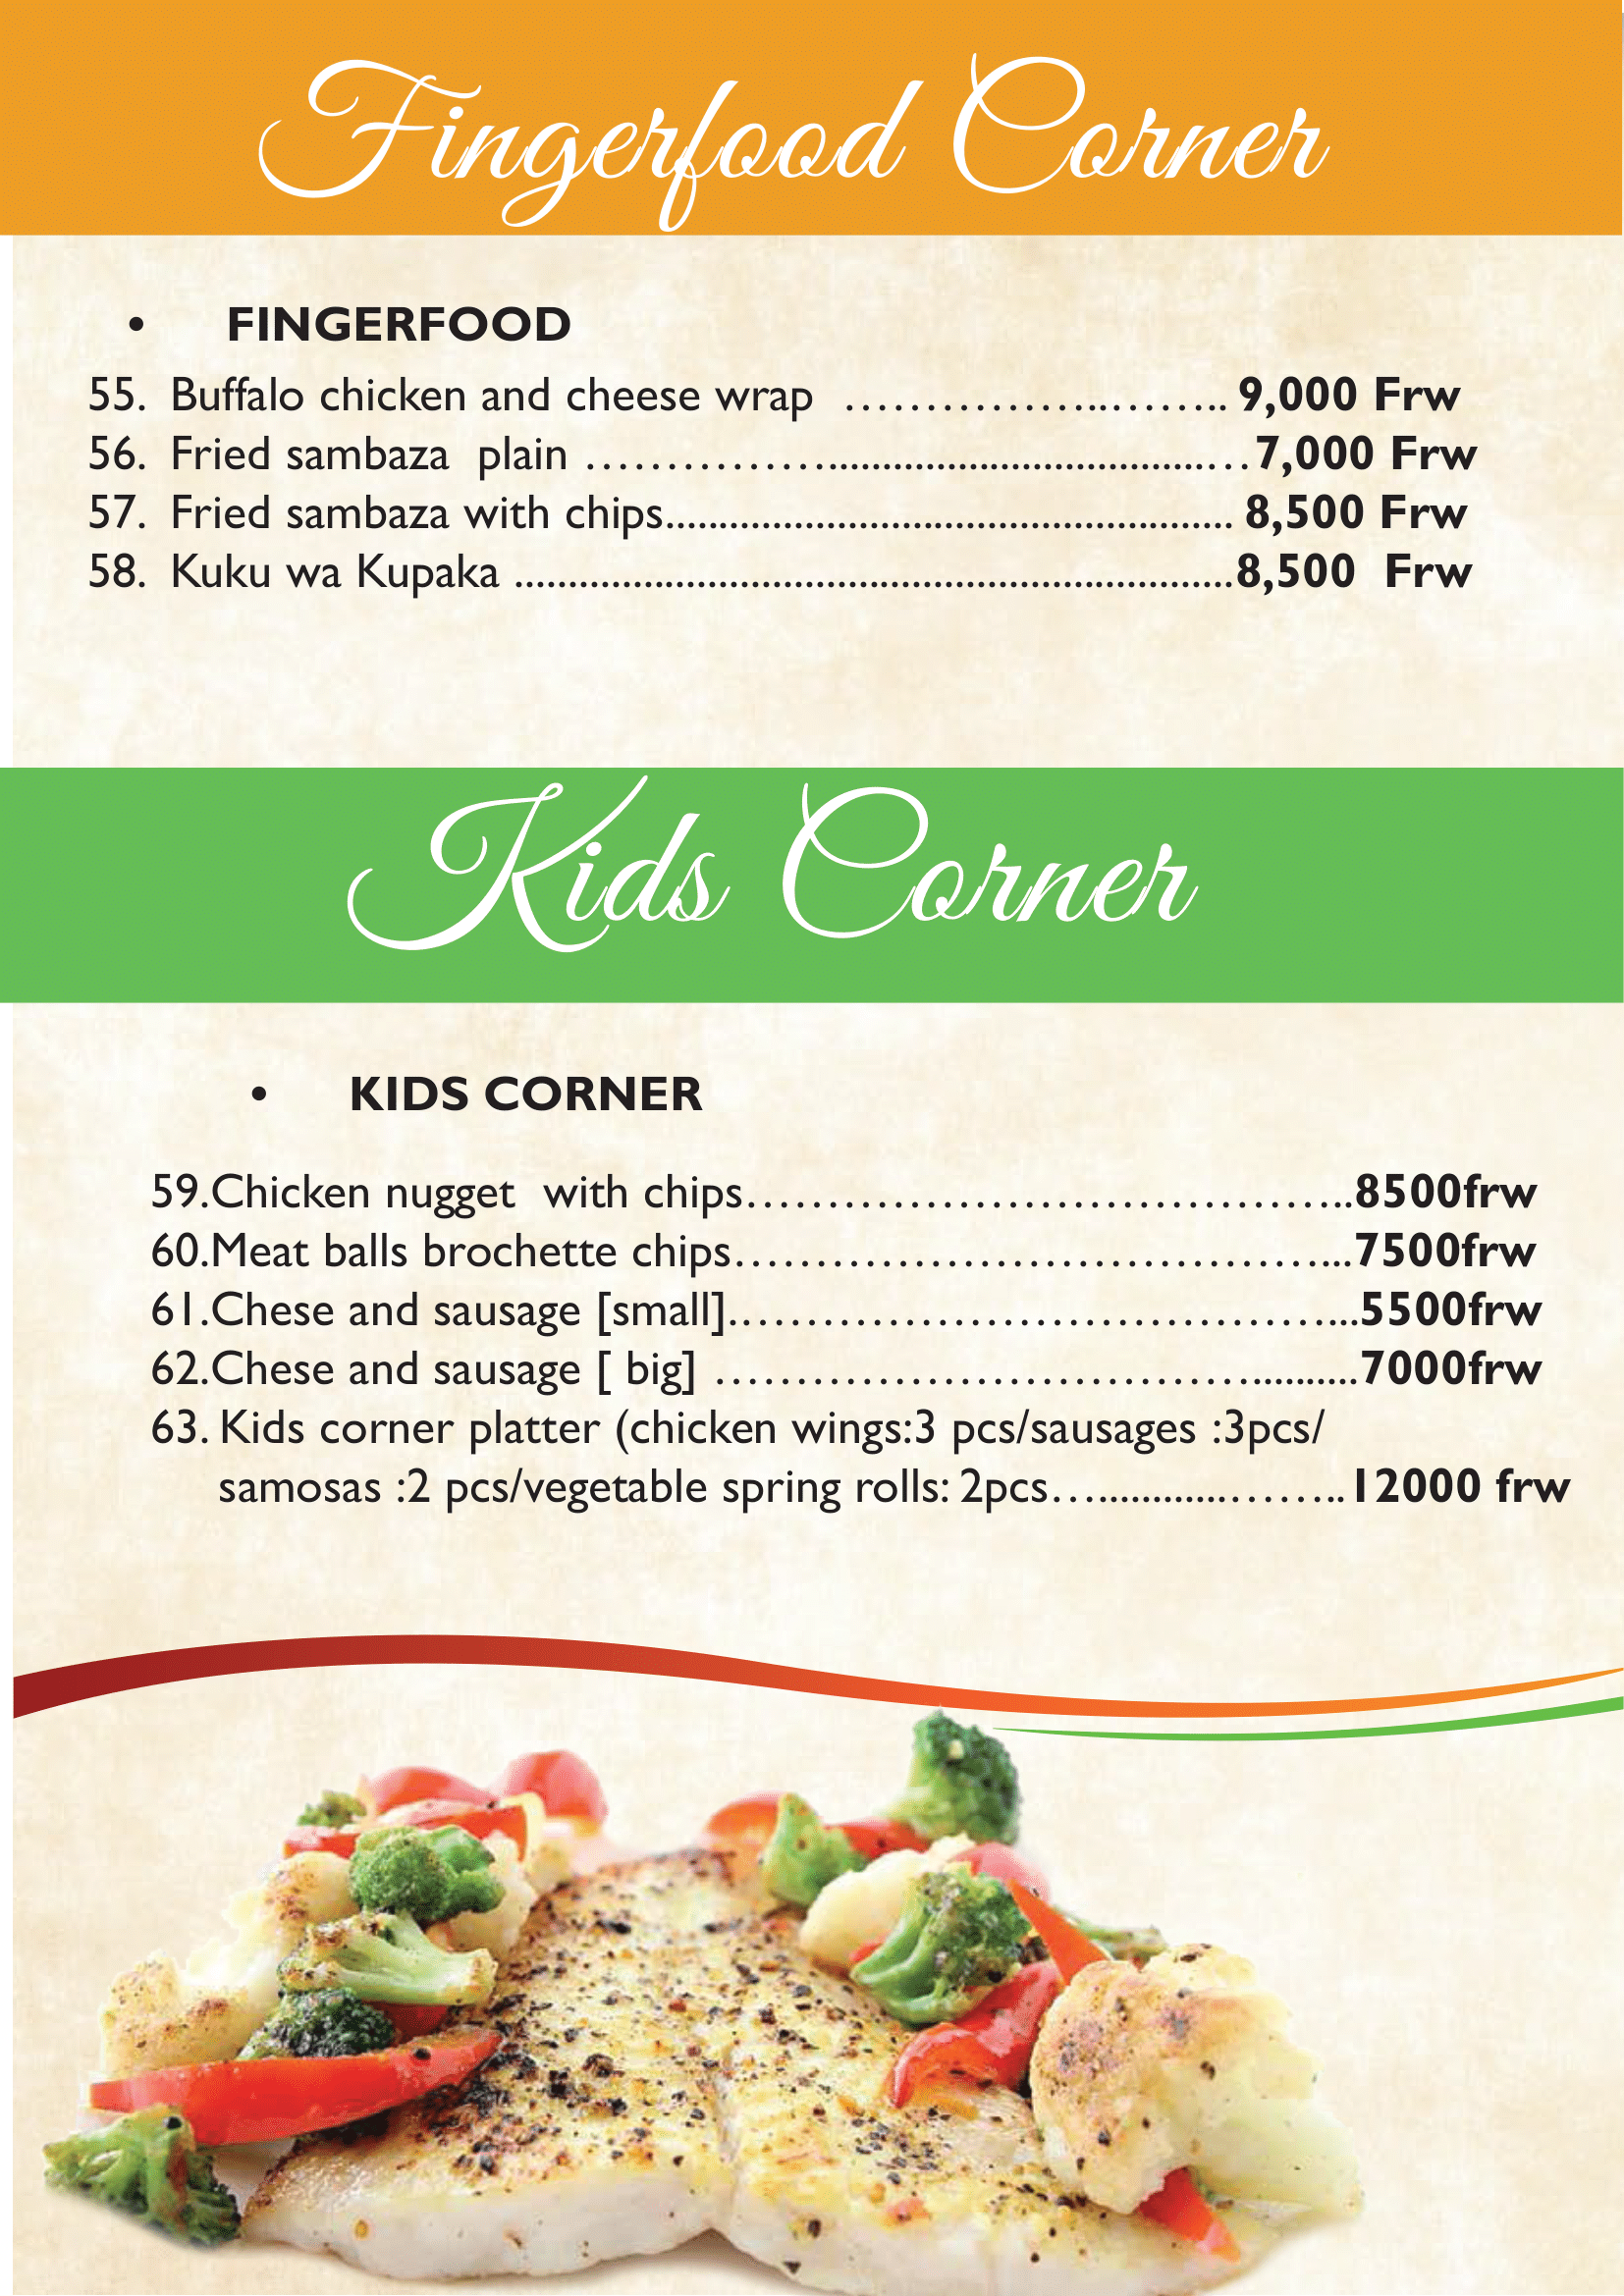 Fingerfood Corner
• FINGERFOOD
55. Buffalo chicken and cheese wrap ……………..…….. 9,000 Frw
56. Fried sambaza  plain ……………....................................…7,000 Frw
57. Fried sambaza with chips..................................................... 8,500 Frw
58. Kuku wa Kupaka ...................................................................8,500  Frw
Kids Corner
• KIDS CORNER
59.Chicken nugget  with chips………………………………..8500frw
60.Meat balls brochette chips………………………………...7500frw
61.Chese and sausage [small]………………………………...5500frw
62.Chese and sausage [ big] ……………………………..........7000frw
63. Kids corner platter (chicken wings:3 pcs/sausages :3pcs/
samosas :2 pcs/vegetable spring rolls: 2pcs…............…….. 12000 frw